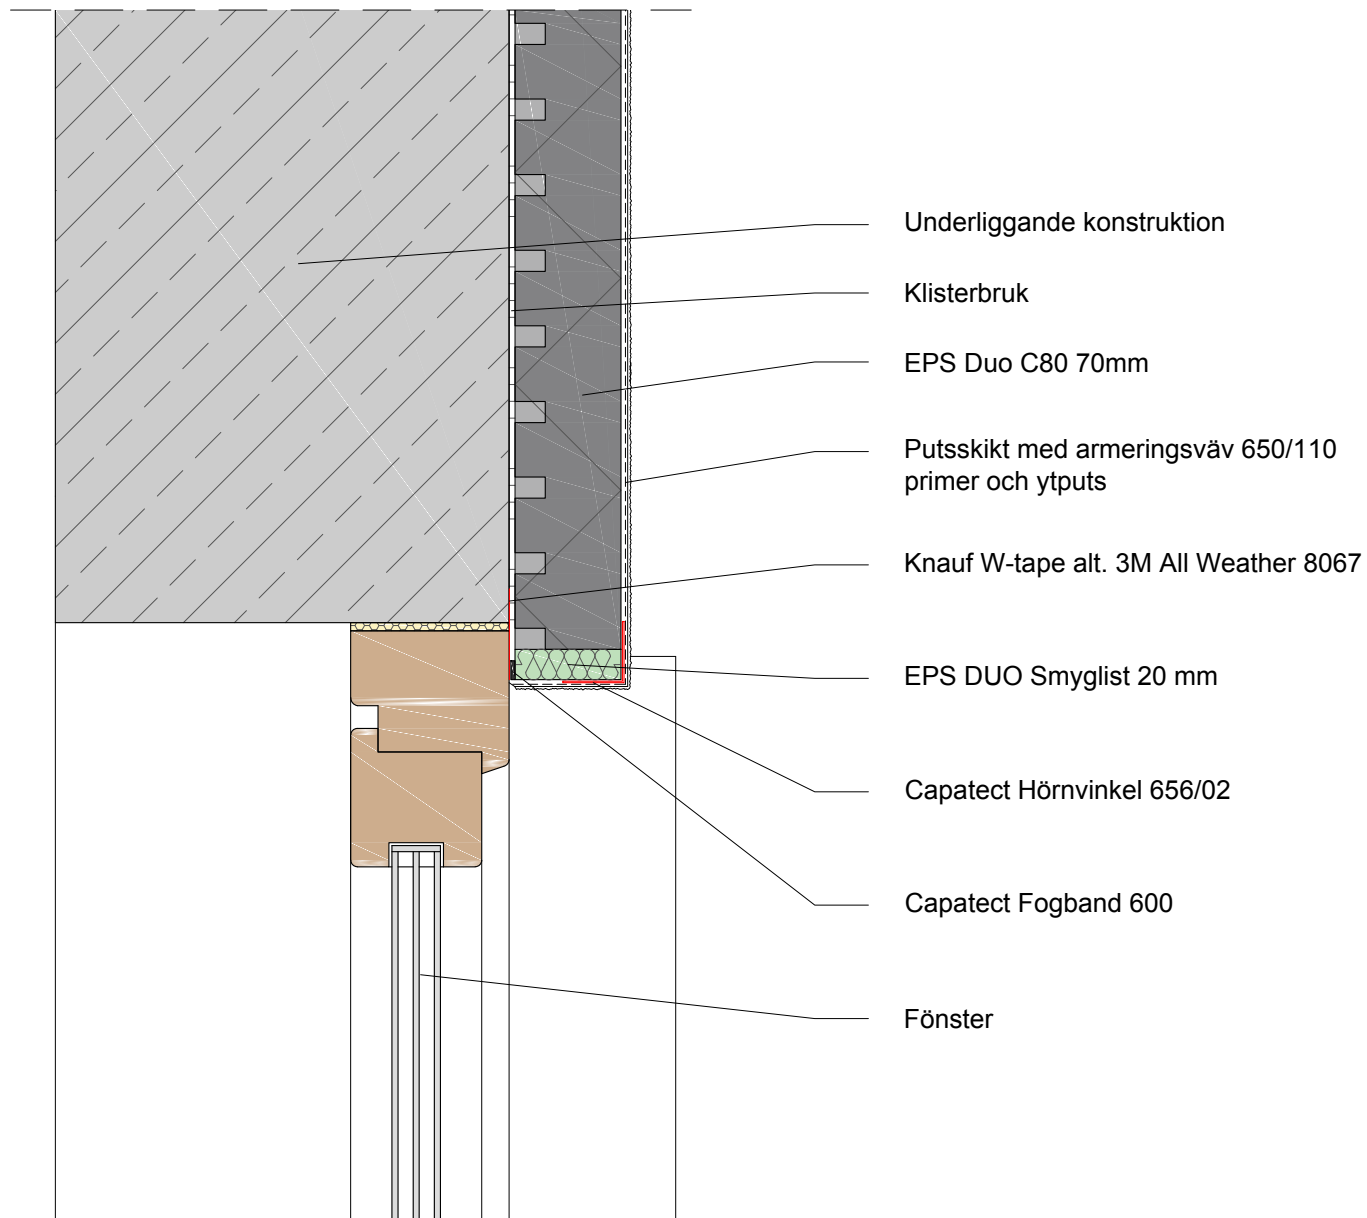 Underliggande konstruktion
Klisterbruk
EPS Duo C80 70mm
Putsskikt med armeringsväv 650/110
primer och ytputs
Knauf W-tape alt. 3M All Weather 8067
EPS DUO Smyglist 20 mm
Capatect Hörnvinkel 656/02
Capatect Fogband 600
Fönster